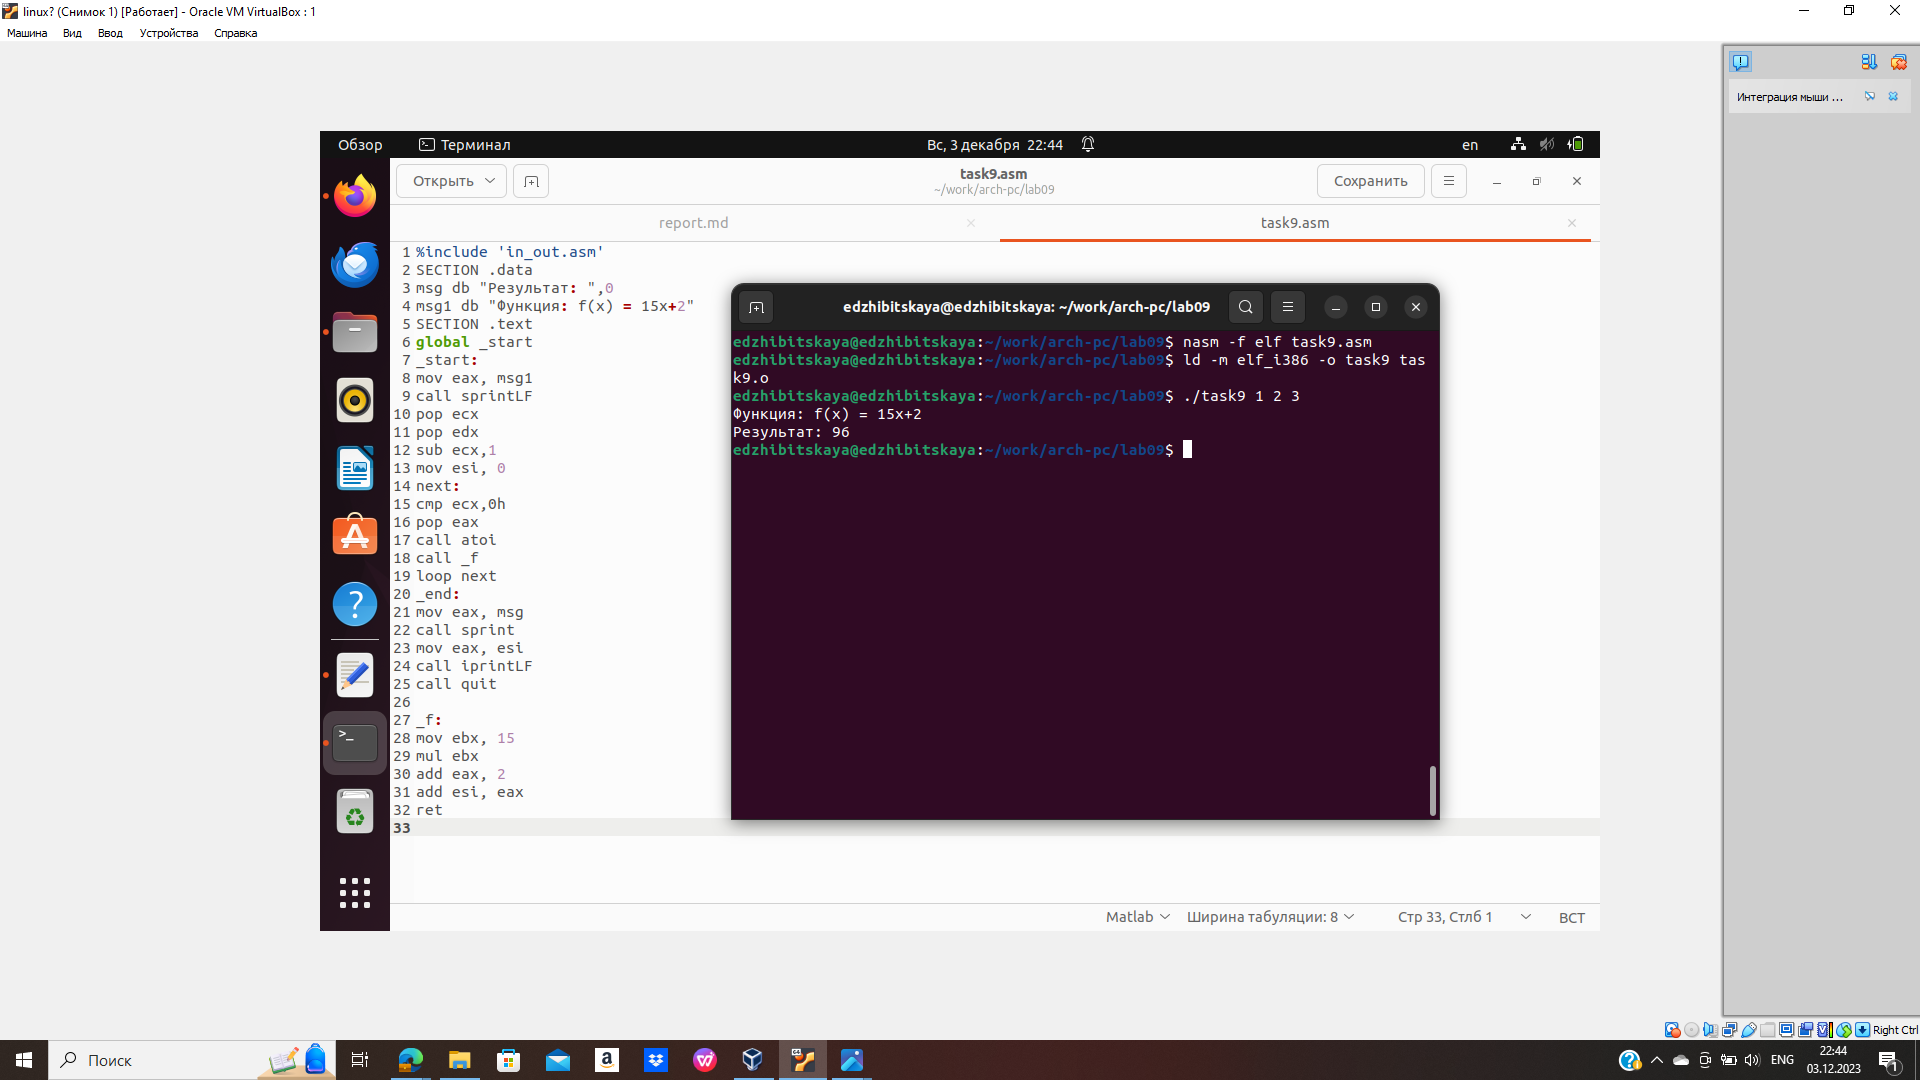 linux? (Снимок 1) [Работает] - Oracle VM VirtualBox : 1
Машина Вид Ввод Устройства Справка
Интеграция мыши ...
Обзор Терминал Вс, 3 декабря 22:44 en
Открыть task9.asm Сохранить
~/work/arch-pc/lab09
report.md task9.asm
1 %include 'in_out.asm'
2 SECTION .data
3 msg db "Результат: ",0
4 msg1 db "Функция: f(x) = 15x+2"
5 SECTION .text
6 global _start
7 _start:
8 mov eax, msg1
9 call sprintLF
10 pop ecx
11 pop edx
12 sub ecx,1
13 mov esi, 0
14 next:
15 cmp ecx,0h
16 pop eax
17 call atoi
18 call _f
19 loop next
20 _end:
21 mov eax, msg
22 call sprint
23 mov eax, esi
24 call iprintLF
25 call quit
26
27 _f:
28 mov ebx, 15
29 mul ebx
30 add eax, 2
31 add esi, eax
32 ret
33
edzhibitskaya@edzhibitskaya: ~/work/arch-pc/lab09
edzhibitskaya@edzhibitskaya:~/work/arch-pc/lab09$ nasm -f elf task9.asm
edzhibitskaya@edzhibitskaya:~/work/arch-pc/lab09$ ld -m elf_i386 -o task9 tas
k9.o
edzhibitskaya@edzhibitskaya:~/work/arch-pc/lab09$ ./task9 1 2 3
Функция: f(x) = 15x+2
Результат: 96
edzhibitskaya@edzhibitskaya:~/work/arch-pc/lab09$
Matlab Ширина табуляции: 8 Стр 33, Стлб 1 ВСТ
Right Ctrl
Поиск
ENG
22:44
03.12.2023
1